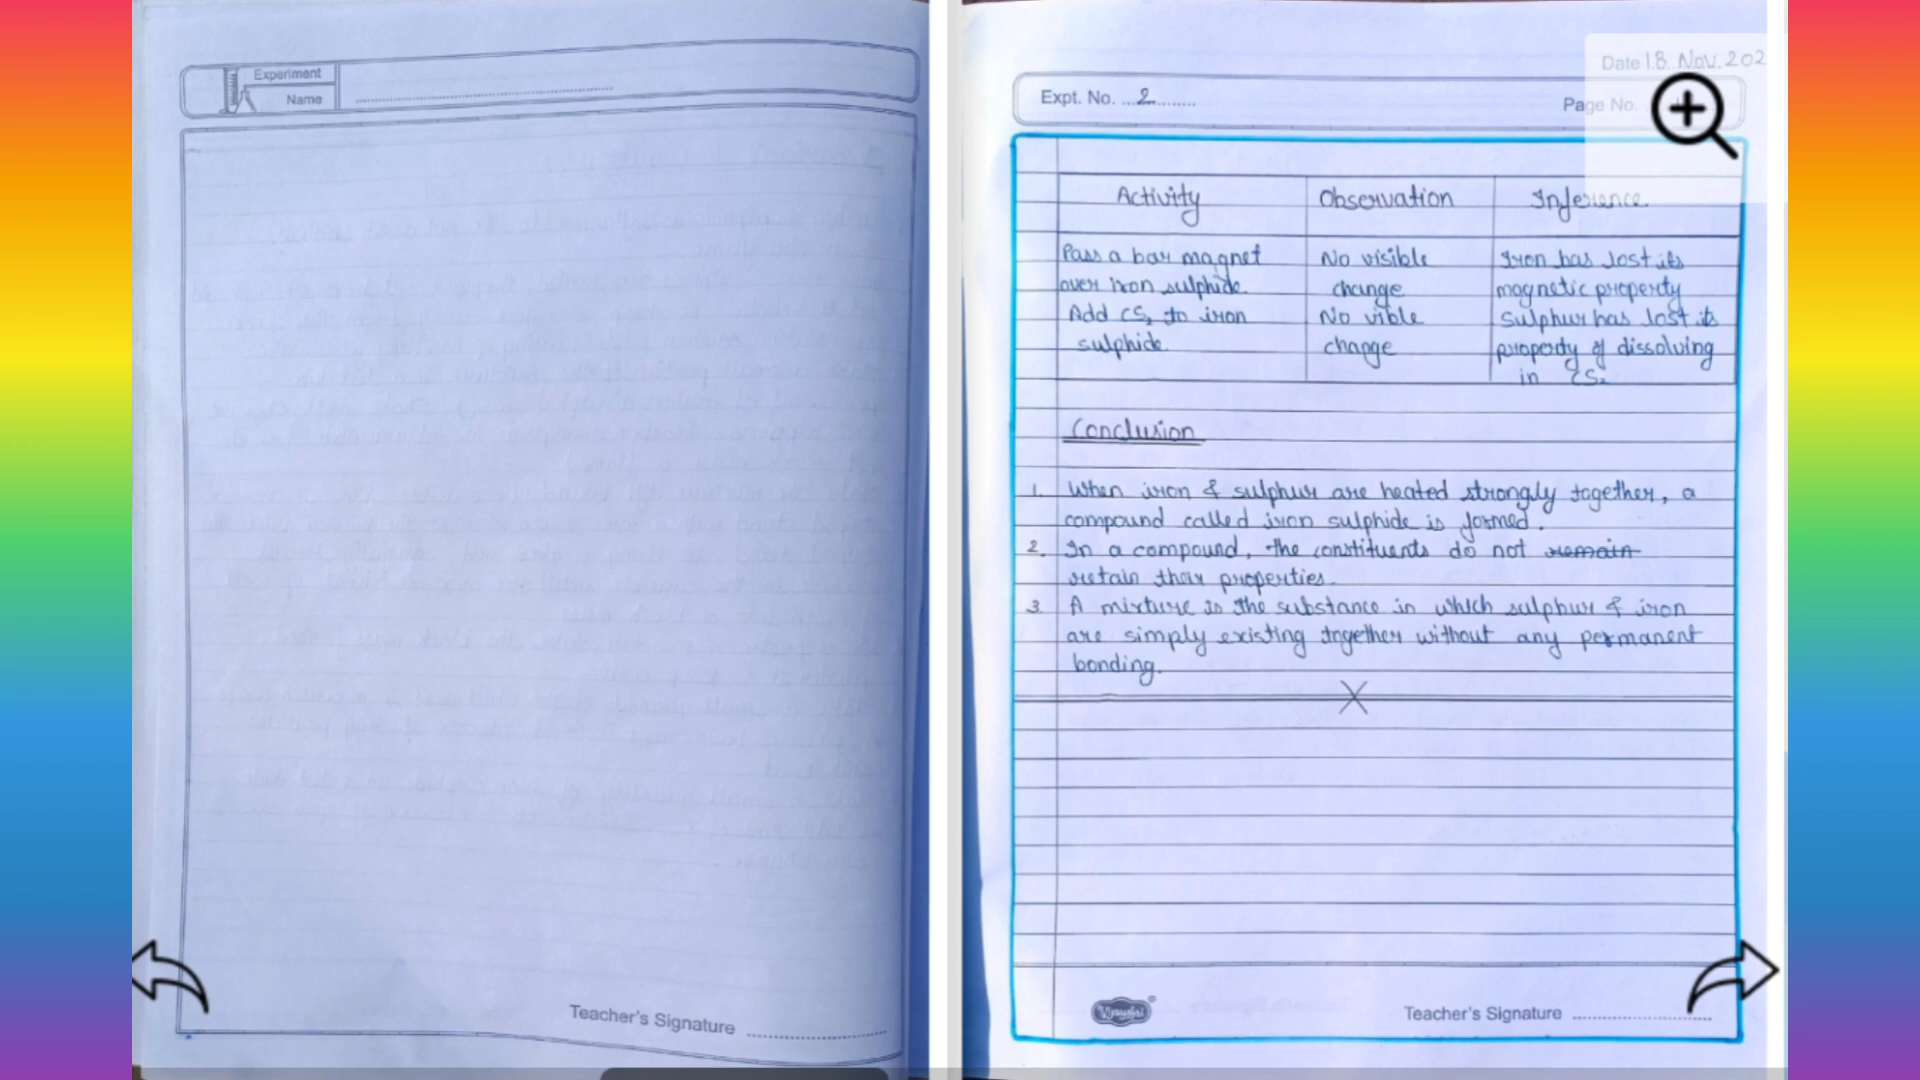 Experiment
Name
Teacher's Signature
Date 18. Nov. 202
Expt. No. 2
Page No.
Activity Observation Inference.
Pass a bar magnet No visible Iron has lost its
over iron sulphide. change magnetic property
Add CS₂ to iron No vible Sulphur has lost its
sulphide. change property of dissolving
in CS₂
Conclusion
1. When iron & sulphur are heated strongly together, a
compound called iron sulphide is formed.
2. In a compound, the constituents do not remain
retain their properties.
3. A mixture is the substance in which sulphur & iron
are simply existing together without any permanent
bonding.
Teacher's Signature